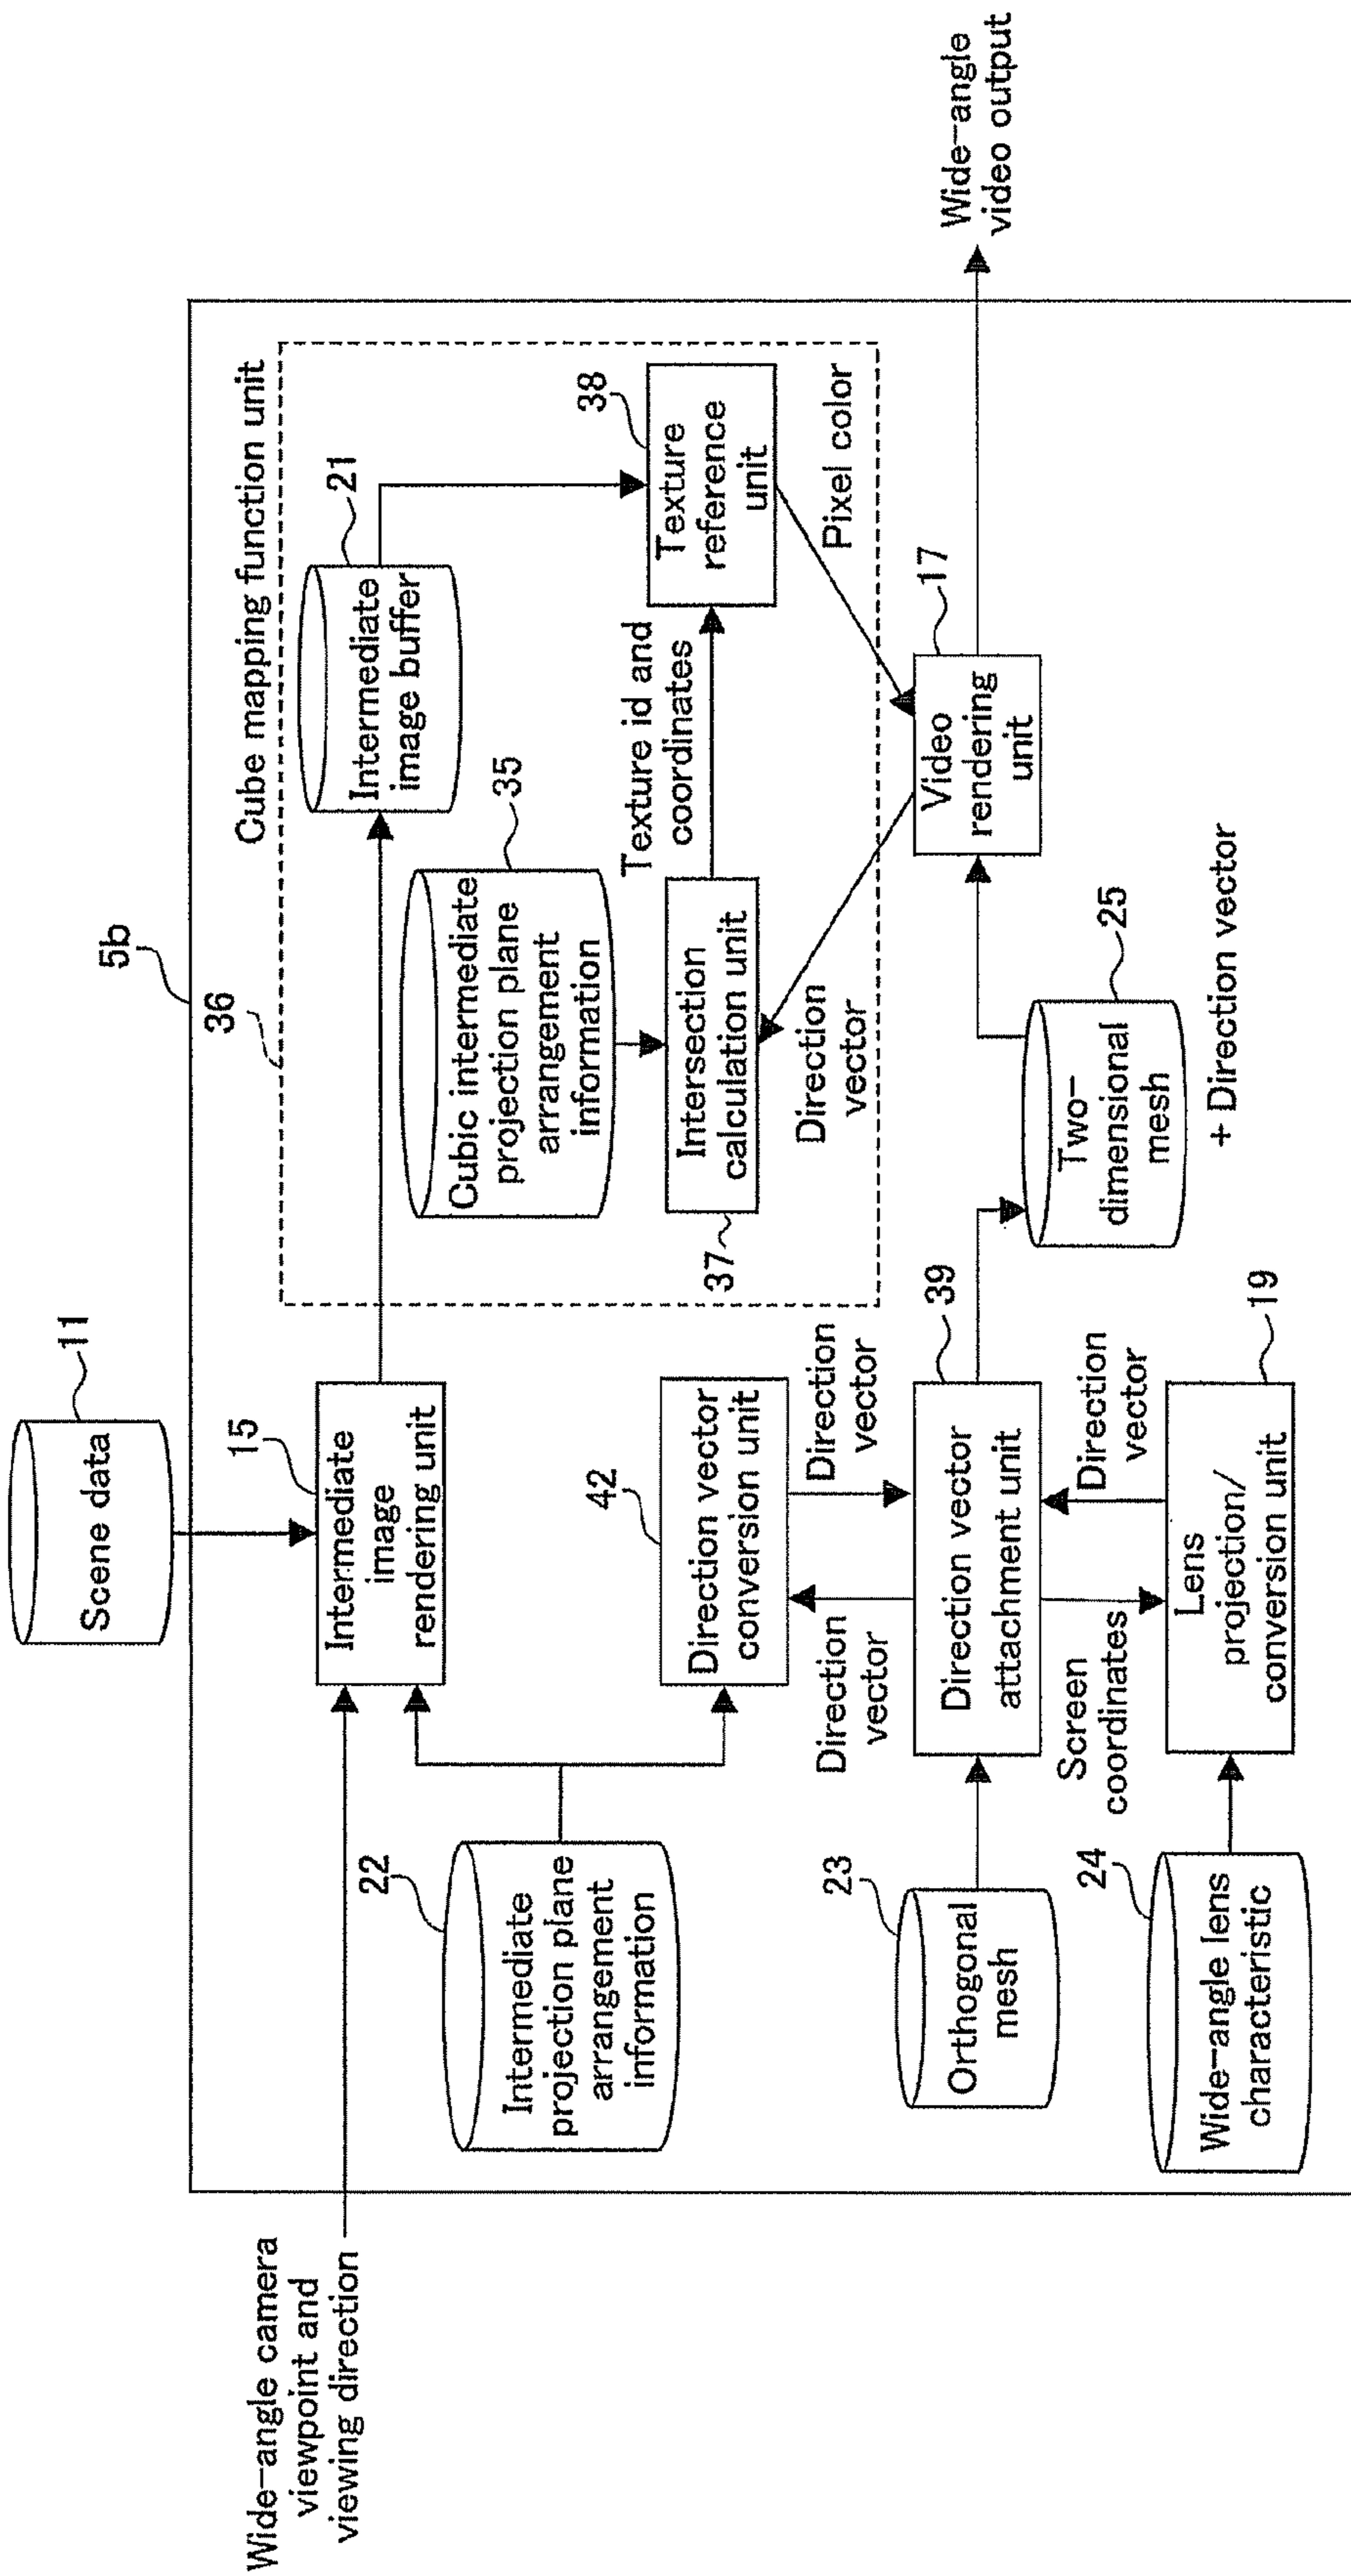 Scene data
11
5b
Wide-angle camera
viewpoint and
viewing direction
15
Intermediate
image
rendering unit
22
Intermediate
projection plane
arrangement
information
36
Cube mapping function unit
21
Intermediate
image buffer
35
Cubic intermediate
projection plane
arrangement
information
Texture id and
coordinates
38
Texture
reference
unit
37
Intersection
calculation unit
Direction
vector
Pixel color
42
Direction vector
conversion unit
Direction
vector
Direction
vector
23
Orthogonal
mesh
39
Direction vector
attachment unit
Screen
coordinates
Direction
vector
24
Wide-angle lens
characteristic
19
Lens
projection/
conversion unit
25
Two-
dimensional
mesh
+ Direction vector
17
Video
rendering
unit
Wide-angle
video output